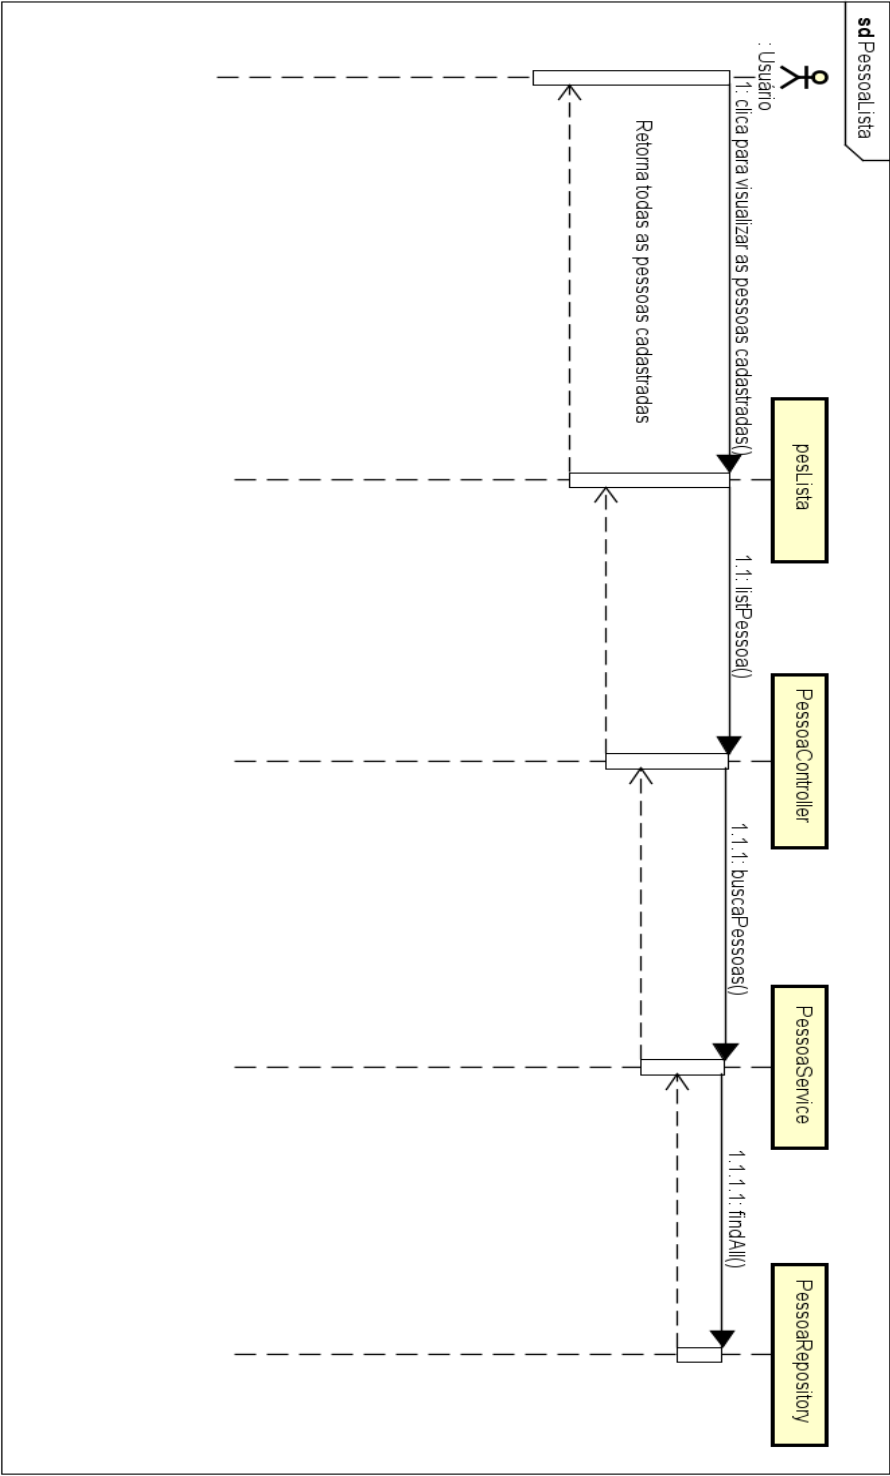 sd PessoaLista
: Usuário
pesLista
PessoaController
PessoaService
PessoaRepository
1: clica para visualizar as pessoas cadastradas()
1.1: listPessoa()
1.1.1: buscaPessoas()
1.1.1.1: findAll()
Retorna todas as pessoas cadastradas